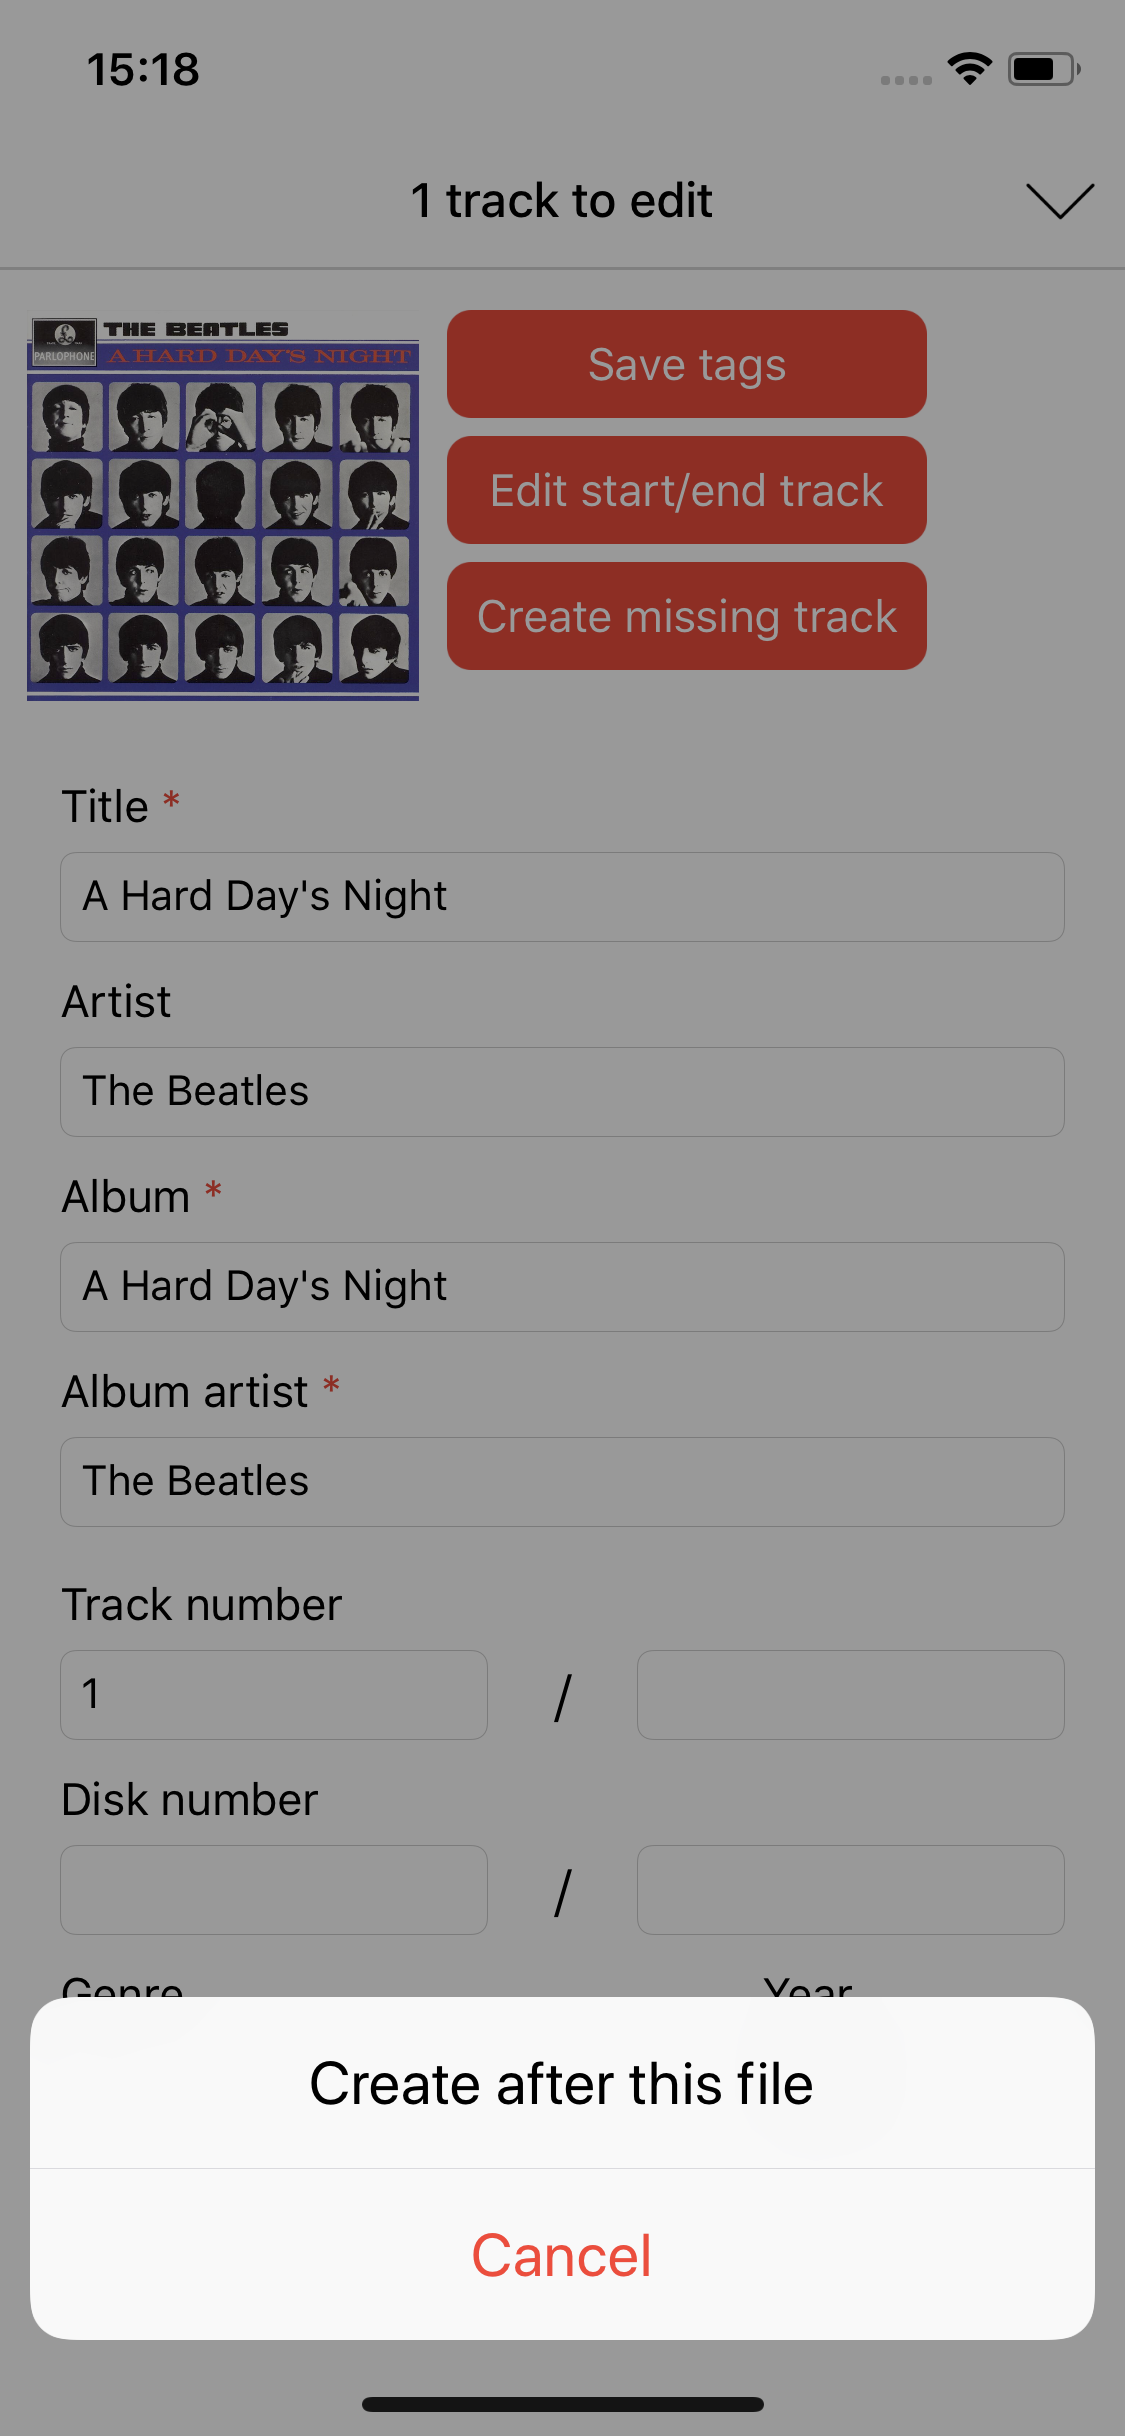 15:18
1 track to edit
THE BEATLES
PARLOPHONE
A HARD DAY'S NIGHT
Save tags
Edit start/end track
Create missing track
Title *
A Hard Day's Night
Artist
The Beatles
Album *
A Hard Day's Night
Album artist *
The Beatles
Track number
1 /
Disk number
/
Genre Year
Create after this file
Cancel